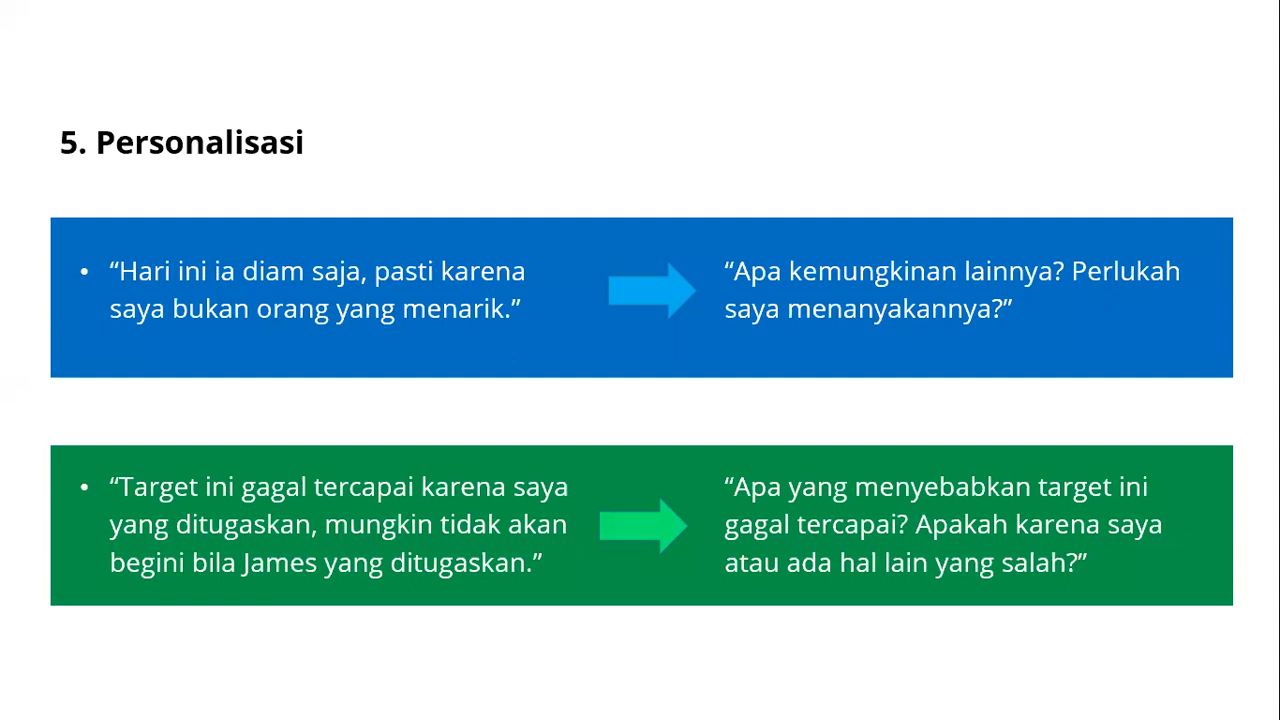 5. Personalisasi
• “Hari ini ia diam saja, pasti karena
saya bukan orang yang menarik.”
“Apa kemungkinan lainnya? Perlukah
saya menanyakannya?”
• “Target ini gagal tercapai karena saya
yang ditugaskan, mungkin tidak akan
begini bila James yang ditugaskan.”
“Apa yang menyebabkan target ini
gagal tercapai? Apakah karena saya
atau ada hal lain yang salah?”